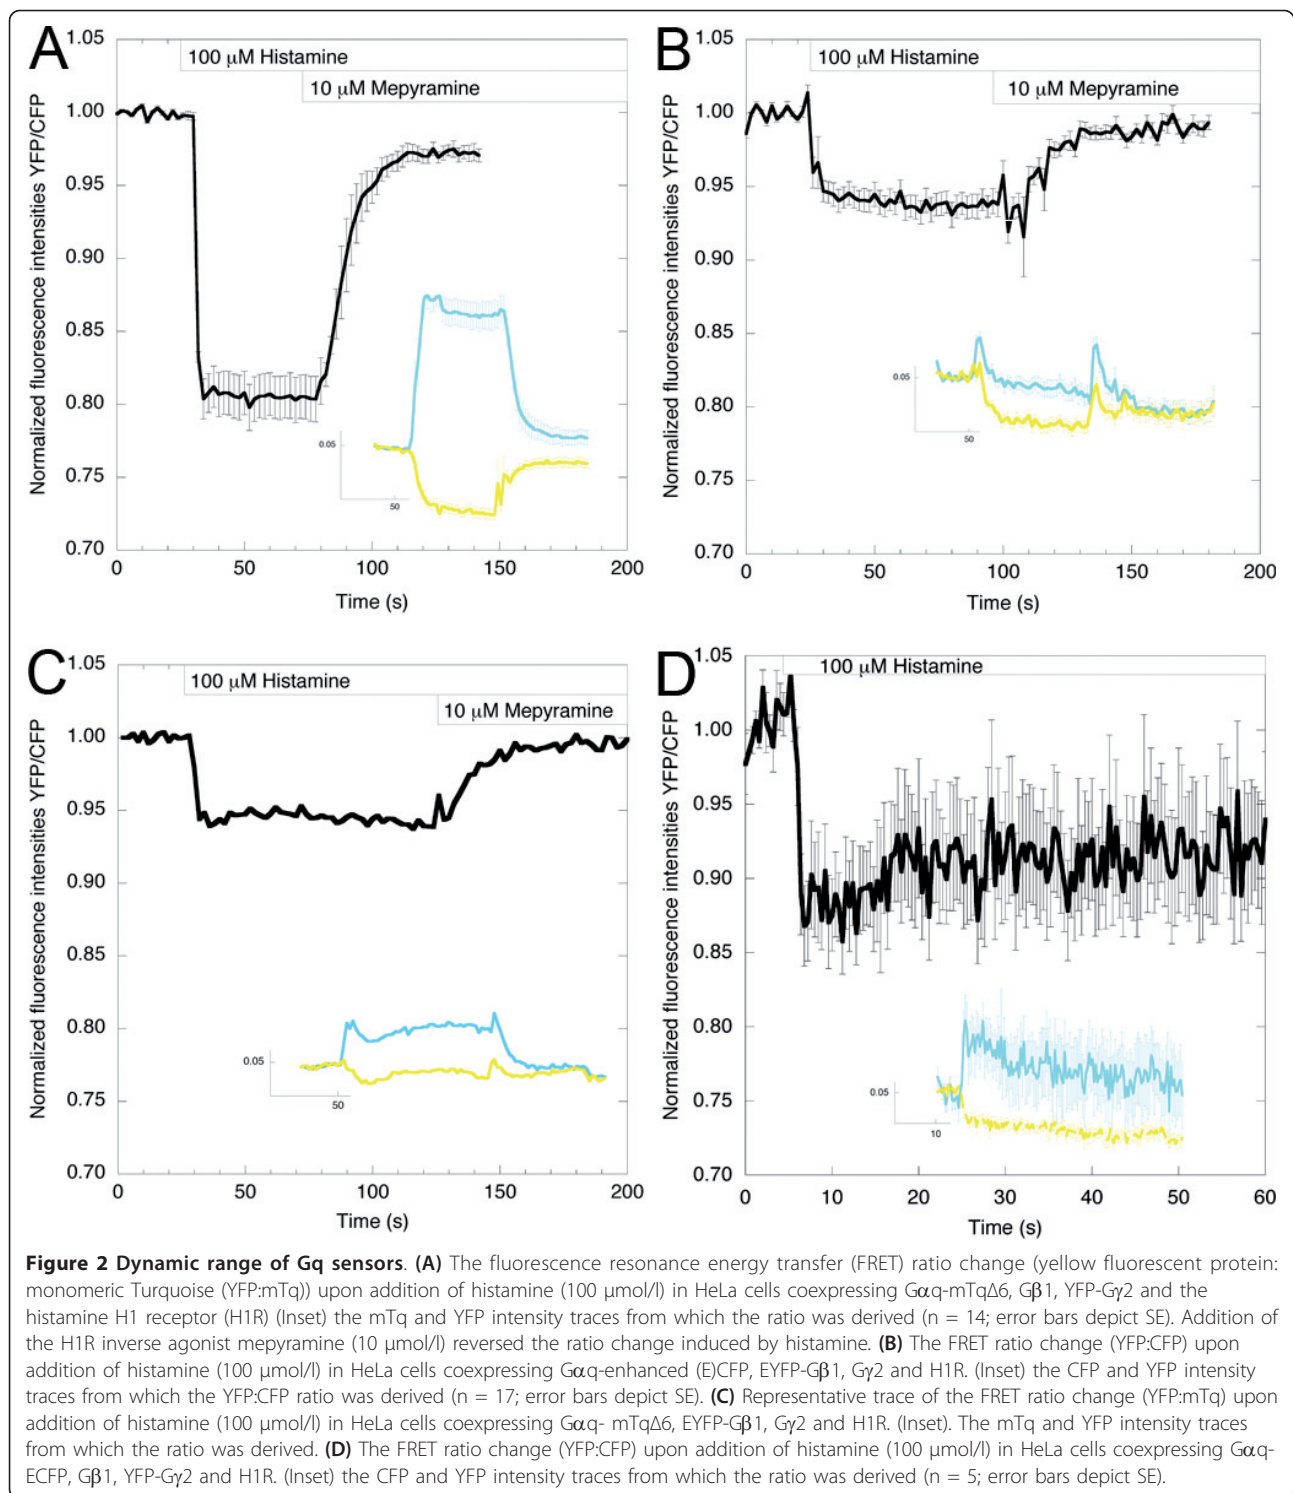 A
Normalized fluorescence intensities YFP/CFP
1.05
1.00
0.95
0.90
0.85
0.80
0.75
0.70
100 μM Histamine
10 μM Mepyramine
0.05
50
0
50
100
150
200
Time (s)
B
Normalized fluorescence intensities YFP/CFP
1.05
1.00
0.95
0.90
0.85
0.80
0.75
0.70
100 μM Histamine
10 μM Mepyramine
0.05
50
0
50
100
150
200
Time (s)
C
Normalized fluorescence intensities YFP/CFP
1.05
1.00
0.95
0.90
0.85
0.80
0.75
0.70
100 μM Histamine
10 μM Mepyramine
0.05
50
0
50
100
150
200
Time (s)
D
Normalized fluorescence intensities YFP/CFP
1.05
1.00
0.95
0.90
0.85
0.80
0.75
0.70
100 μM Histamine
0.05
10
0
10
20
30
40
50
60
Time (s)
Figure 2 Dynamic range of Gq sensors. (A) The fluorescence resonance energy transfer (FRET) ratio change (yellow fluorescent protein:
monomeric Turquoise (YFP:mTq)) upon addition of histamine (100 μmol/l) in HeLa cells coexpressing Gαq-mTqΔ6, Gβ1, YFP-Gγ2 and the
histamine H1 receptor (H1R) (Inset) the mTq and YFP intensity traces from which the ratio was derived (n = 14; error bars depict SE). Addition of
the H1R inverse agonist mepyramine (10 μmol/l) reversed the ratio change induced by histamine. (B) The FRET ratio change (YFP:CFP) upon
addition of histamine (100 μmol/l) in HeLa cells coexpressing Gαq-enhanced (E)CFP, EYFP-Gβ1, Gγ2 and H1R. (Inset) the CFP and YFP intensity
traces from which the YFP:CFP ratio was derived (n = 17; error bars depict SE). (C) Representative trace of the FRET ratio change (YFP:mTq) upon
addition of histamine (100 μmol/l) in HeLa cells coexpressing Gαq- mTqΔ6, EYFP-Gβ1, Gγ2 and H1R. (Inset). The mTq and YFP intensity traces
from which the ratio was derived. (D) The FRET ratio change (YFP:CFP) upon addition of histamine (100 μmol/l) in HeLa cells coexpressing Gαq-
ECFP, Gβ1, YFP-Gγ2 and H1R. (Inset) the CFP and YFP intensity traces from which the ratio was derived (n = 5; error bars depict SE).